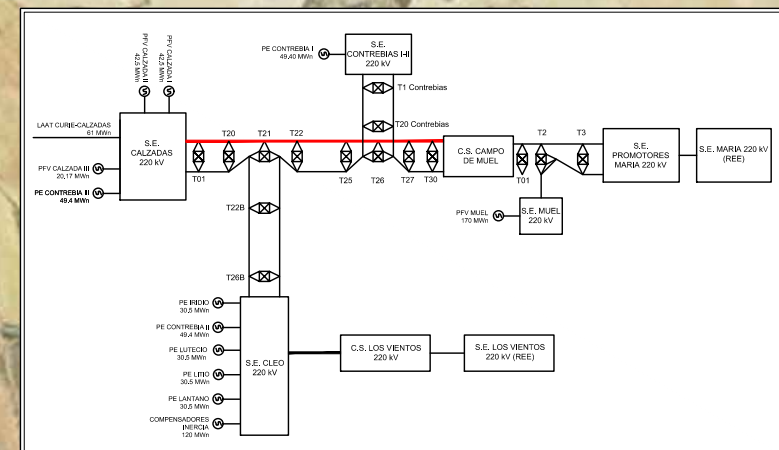 PFV CALZADA II
42,5 MWn
PFV CALZADA I
42,5 MWn
PE CONTREBIA I
49,40 MWn
S.E.
CONTREBIAS I-II
220 kV
T1 Contrebias
T20 Contrebias
LAAT CURIE-CALZADAS
61 MWn
S.E.
CALZADAS
220 kV
PFV CALZADA III
20,17 MWn
PE CONTREBIA III
49.4 MWn
T20
T21
T22
T01
T25
T26
T27
T30
C.S. CAMPO
DE MUEL
T01
T2
T3
S.E.
PROMOTORES
MARIA 220 kV
S.E. MARIA 220 kV
(REE)
PFV MUEL
170 MWn
S.E. MUEL
220 kV
T22B
T26B
PE IRIDIO
30,5 MWn
PE CONTREBIA II
49.4 MWn
PE LUTECIO
30.5 MWn
PE LITIO
30.5 MWn
PE LANTANO
30,5 MWn
COMPENSADORES
INERCIA
120 MWn
S.E. CLEO
220 kV
C.S. LOS VIENTOS
220 kV
S.E. LOS VIENTOS
220 kV (REE)